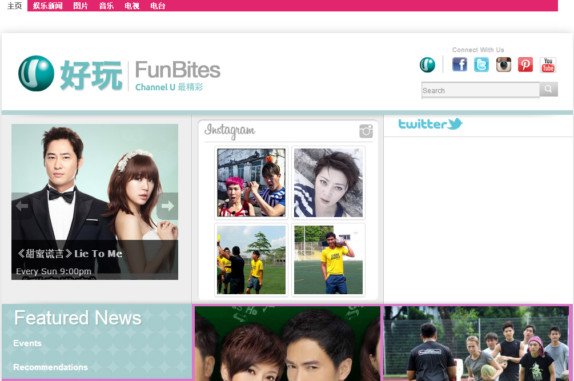 主页 娱乐新闻 图片 音乐 电视 电台
Connect With Us
好玩 FunBites
Channel U 最精彩
You
Tube
Search
Instagram
twitter
《甜蜜谎言》Lie To Me
Every Sun 9:00pm
Featured News
Events
Recommendations